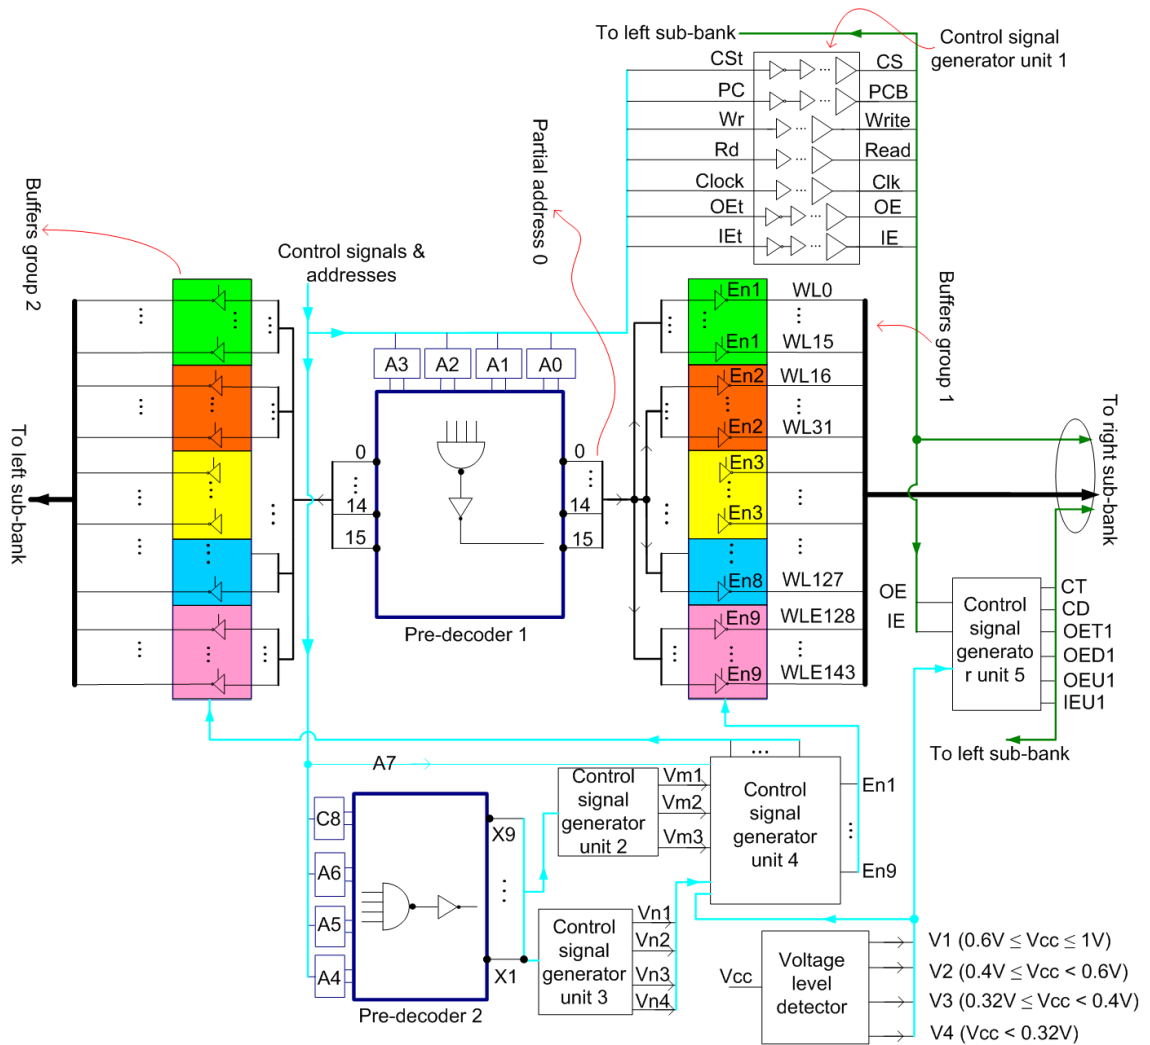 To left sub-bank
Control signal
generator unit 1
CSt
CS
PC
PCB
Wr
Write
Rd
Read
Clock
Clk
OEt
OE
IEt
IE
Partial address 0
Buffers group 2
Control signals &
addresses
Buffers group 1
En1
WL0
En1
WL15
En2
WL16
En2
WL31
En3
En3
En8
WL127
En9
WLE128
En9
WLE143
A3
A2
A1
A0
0
14
15
0
14
15
Pre-decoder 1
To left sub-bank
To right sub-bank
OE
IE
Control
signal
generato
r unit 5
CT
CD
OET1
OED1
OEU1
IEU1
To left sub-bank
A7
C8
A6
A5
A4
X9
X1
Pre-decoder 2
Control
signal
generator
unit 2
Vm1
Vm2
Vm3
Control
signal
generator
unit 4
En1
En9
Control
signal
generator
unit 3
Vn1
Vn2
Vn3
Vn4
Vcc
Voltage
level
detector
V1 (0.6V ≤ Vcc ≤ 1V)
V2 (0.4V ≤ Vcc < 0.6V)
V3 (0.32V ≤ Vcc < 0.4V)
V4 (Vcc < 0.32V)